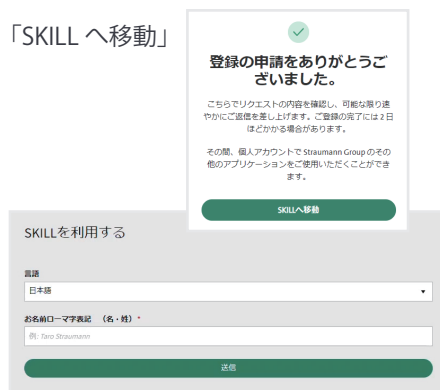 「SKILL へ移動」
登録の申請をありがとうご
ざいました。
こちらでリクエストの内容を確認し、可能な限り速
やかにご返信を差し上げます。ご登録の完了には2日
ほどかかる場合があります。
その間、個人アカウントで Straumann Group のその
他のアプリケーションをご使用いただくことができ
ます。
SKILLへ移動
SKILLを利用する
言語
日本語
お名前ローマ字表記　（名・姓） *
例: Taro Straumann
送信